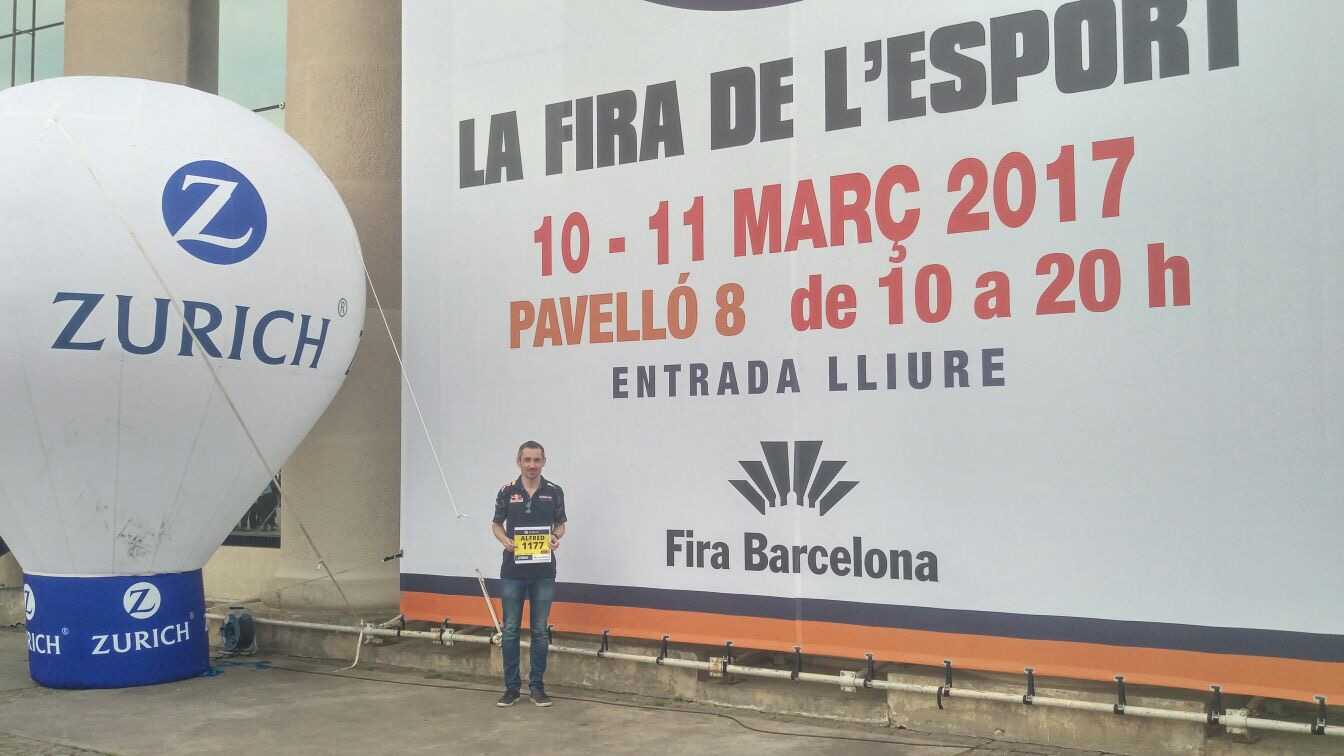 LA FIRA DE L'ESPORT
10 - 11 MARÇ 2017
PAVELLÓ 8 de 10 a 20 h
ENTRADA LLIURE
Fira Barcelona
Z
ZURICH®
Z
ZURICH®
RICH®
ALFRED
1177